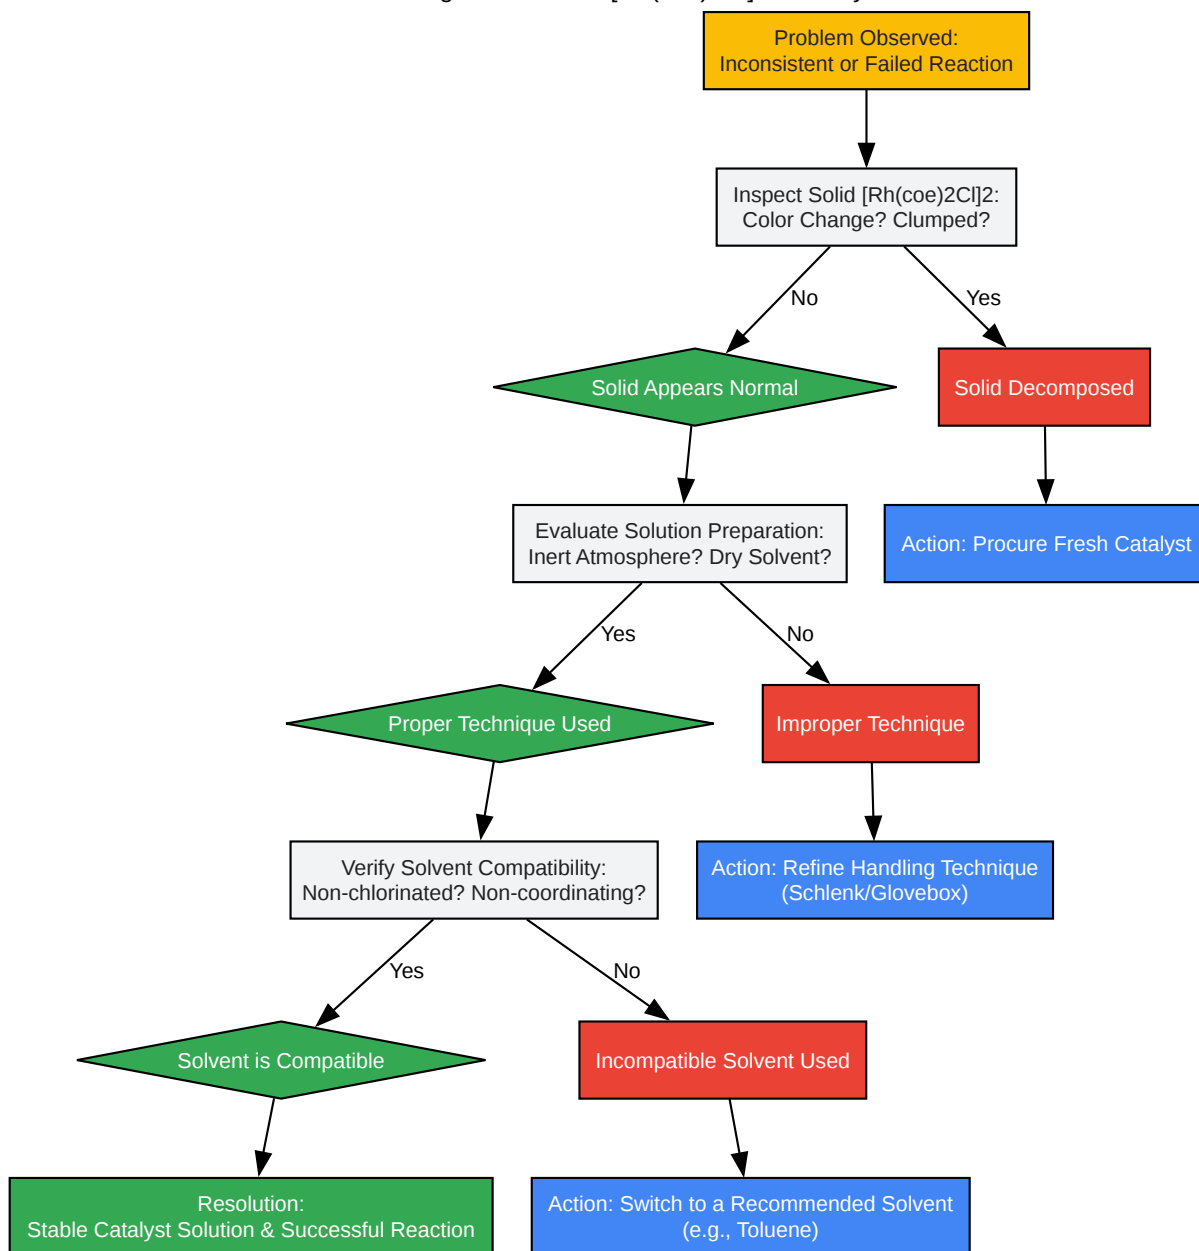 Problem Observed:
Inconsistent or Failed Reaction
Inspect Solid [Rh(coe)2Cl]2:
Color Change? Clumped?
No
Yes
Solid Appears Normal
Solid Decomposed
Evaluate Solution Preparation:
Inert Atmosphere? Dry Solvent?
Action: Procure Fresh Catalyst
Yes
No
Proper Technique Used
Improper Technique
Verify Solvent Compatibility:
Non-chlorinated? Non-coordinating?
Action: Refine Handling Technique
(Schlenk/Glovebox)
Yes
No
Solvent is Compatible
Incompatible Solvent Used
Resolution:
Stable Catalyst Solution & Successful Reaction
Action: Switch to a Recommended Solvent
(e.g., Toluene)